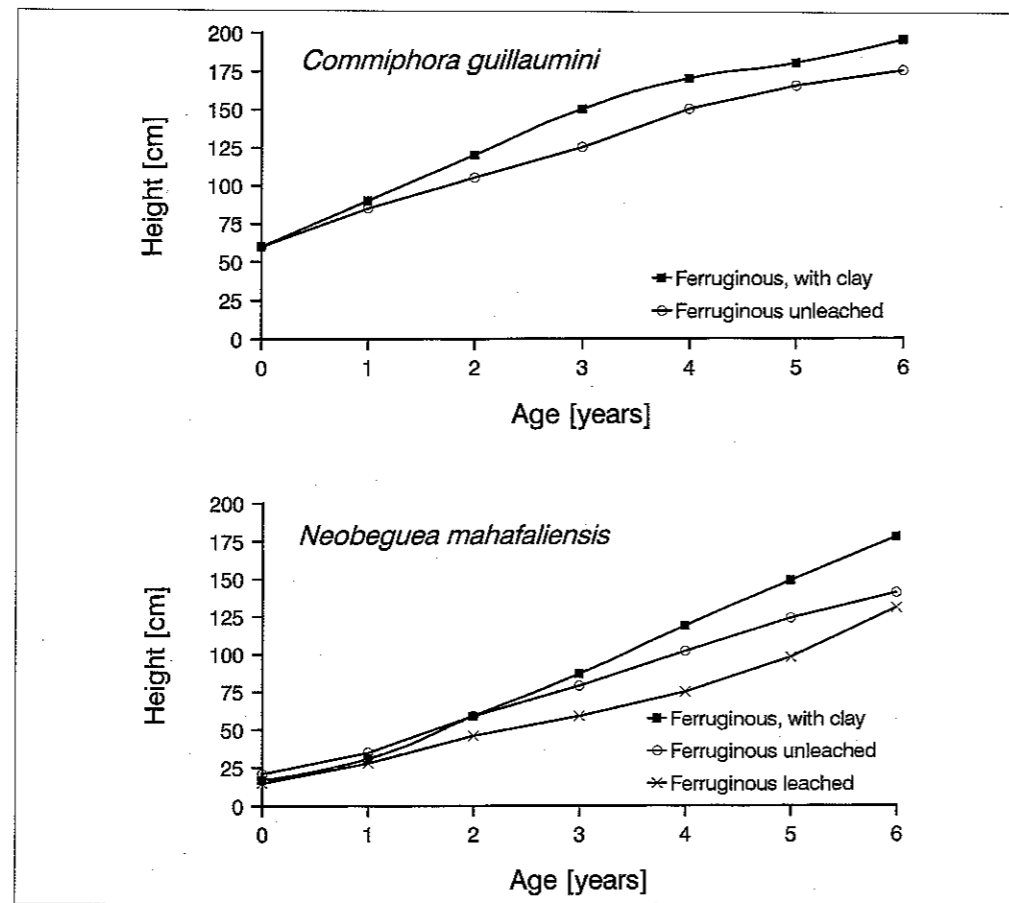 200
175
150
125
100
75
50
25
0
Height [cm]
Commiphora guillaumini
Ferruginous, with clay
Ferruginous unleached
0 1 2 3 4 5 6
Age [years]
200
175
150
125
100
75
50
25
0
Height [cm]
Neobeguea mahafaliensis
Ferruginous, with clay
Ferruginous unleached
Ferruginous leached
0 1 2 3 4 5 6
Age [years]